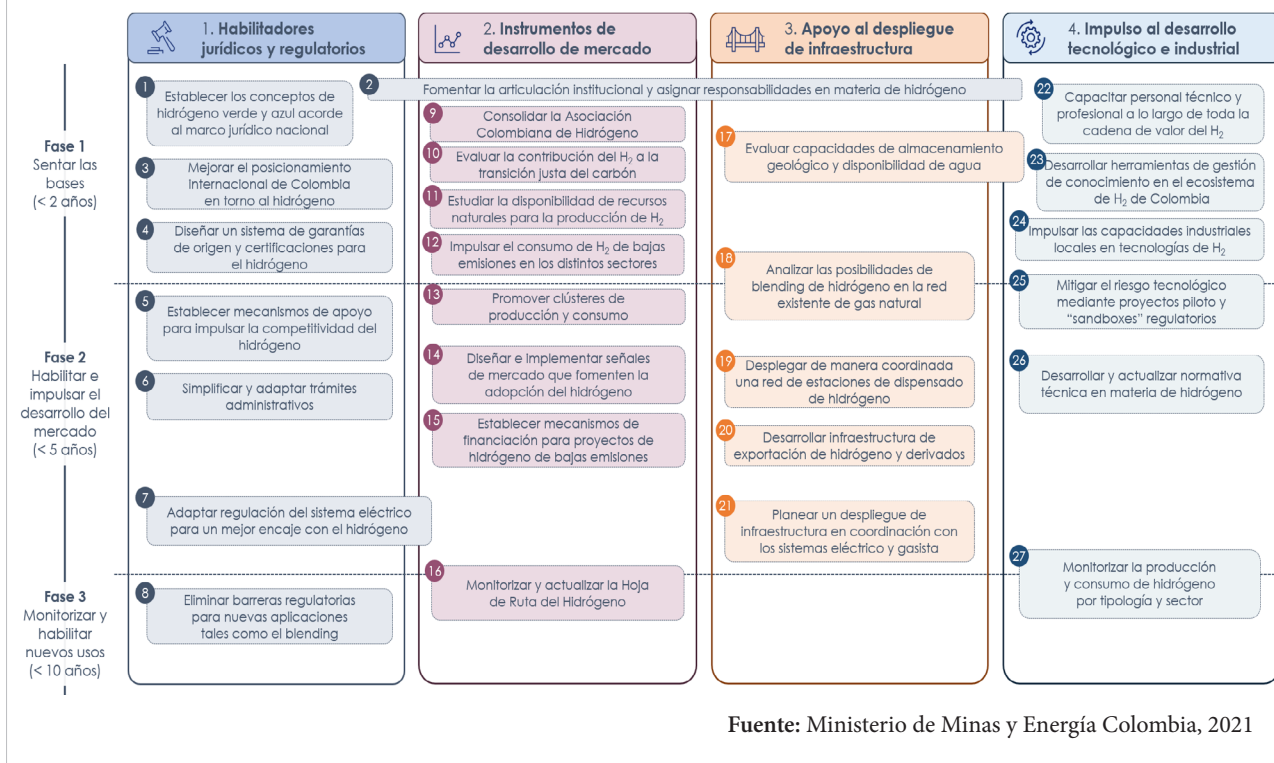 1. Habilitadores
jurídicos y regulatorios
2. Instrumentos de
desarrollo de mercado
3. Apoyo al despliegue
de infraestructura
4. Impulso al desarrollo
tecnológico e industrial
Fase 1
Sentar las
bases
(< 2 años)
1
Establecer los conceptos de
hidrógeno verde y azul acorde
al marco jurídico nacional
2
Fomentar la articulación institucional y asignar responsabilidades en materia de hidrógeno
3
Mejorar el posicionamiento
Internacional de Colombia
en torno al hidrógeno
4
Diseñar un sistema de garantías
de origen y certificaciones para
el hidrógeno
9
Consolidar la Asociación
Colombiana de Hidrógeno
10
Evaluar la contribución del H₂ a la
transición justa del carbón
11
Estudiar la disponibilidad de recursos
naturales para la producción de H₂
12
Impulsar el consumo de H₂ de bajas
emisiones en los distintos sectores
17
Evaluar capacidades de almacenamiento
geológico y disponibilidad de agua
18
Analizar las posibilidades de
blending de hidrógeno en la red
existente de gas natural
22
Capacitar personal técnico y
profesional a lo largo de toda la
cadena de valor del H₂
23
Desarrollar herramientas de gestión
de conocimiento en el ecosistema
de H₂ de Colombia
24
Impulsar las capacidades industriales
locales en tecnologías de H₂
25
Mitigar el riesgo tecnológico
mediante proyectos piloto y
“sandboxes” regulatorios
Fase 2
Habilitar e
impulsar el
desarrollo del
mercado
(< 5 años)
5
Establecer mecanismos de apoyo
para impulsar la competitividad del
hidrógeno
6
Simplificar y adaptar trámites
administrativos
7
Adaptar regulación del sistema eléctrico
para un mejor encaje con el hidrógeno
13
Promover clústeres de
producción y consumo
14
Diseñar e Implementar señales
de mercado que fomenten la
adopción del hidrógeno
15
Establecer mecanismos de
financiación para proyectos de
hidrógeno de bajas emisiones
19
Desplegar de manera coordinada
una red de estaciones de dispensado
de hidrógeno
20
Desarrollar infraestructura de
exportación de hidrógeno y derivados
21
Planear un despliegue de
infraestructura en coordinación con
los sistemas eléctrico y gasista
26
Desarrollar y actualizar normativa
técnica en materia de hidrógeno
Fase 3
Monitorizar y
habilitar
nuevos usos
(< 10 años)
8
Eliminar barreras regulatorias
para nuevas aplicaciones
tales como el blending
16
Monitorizar y actualizar la Hoja
de Ruta del Hidrógeno
27
Monitorizar la producción
y consumo de hidrógeno
por tipología y sector
Fuente: Ministerio de Minas y Energía Colombia, 2021